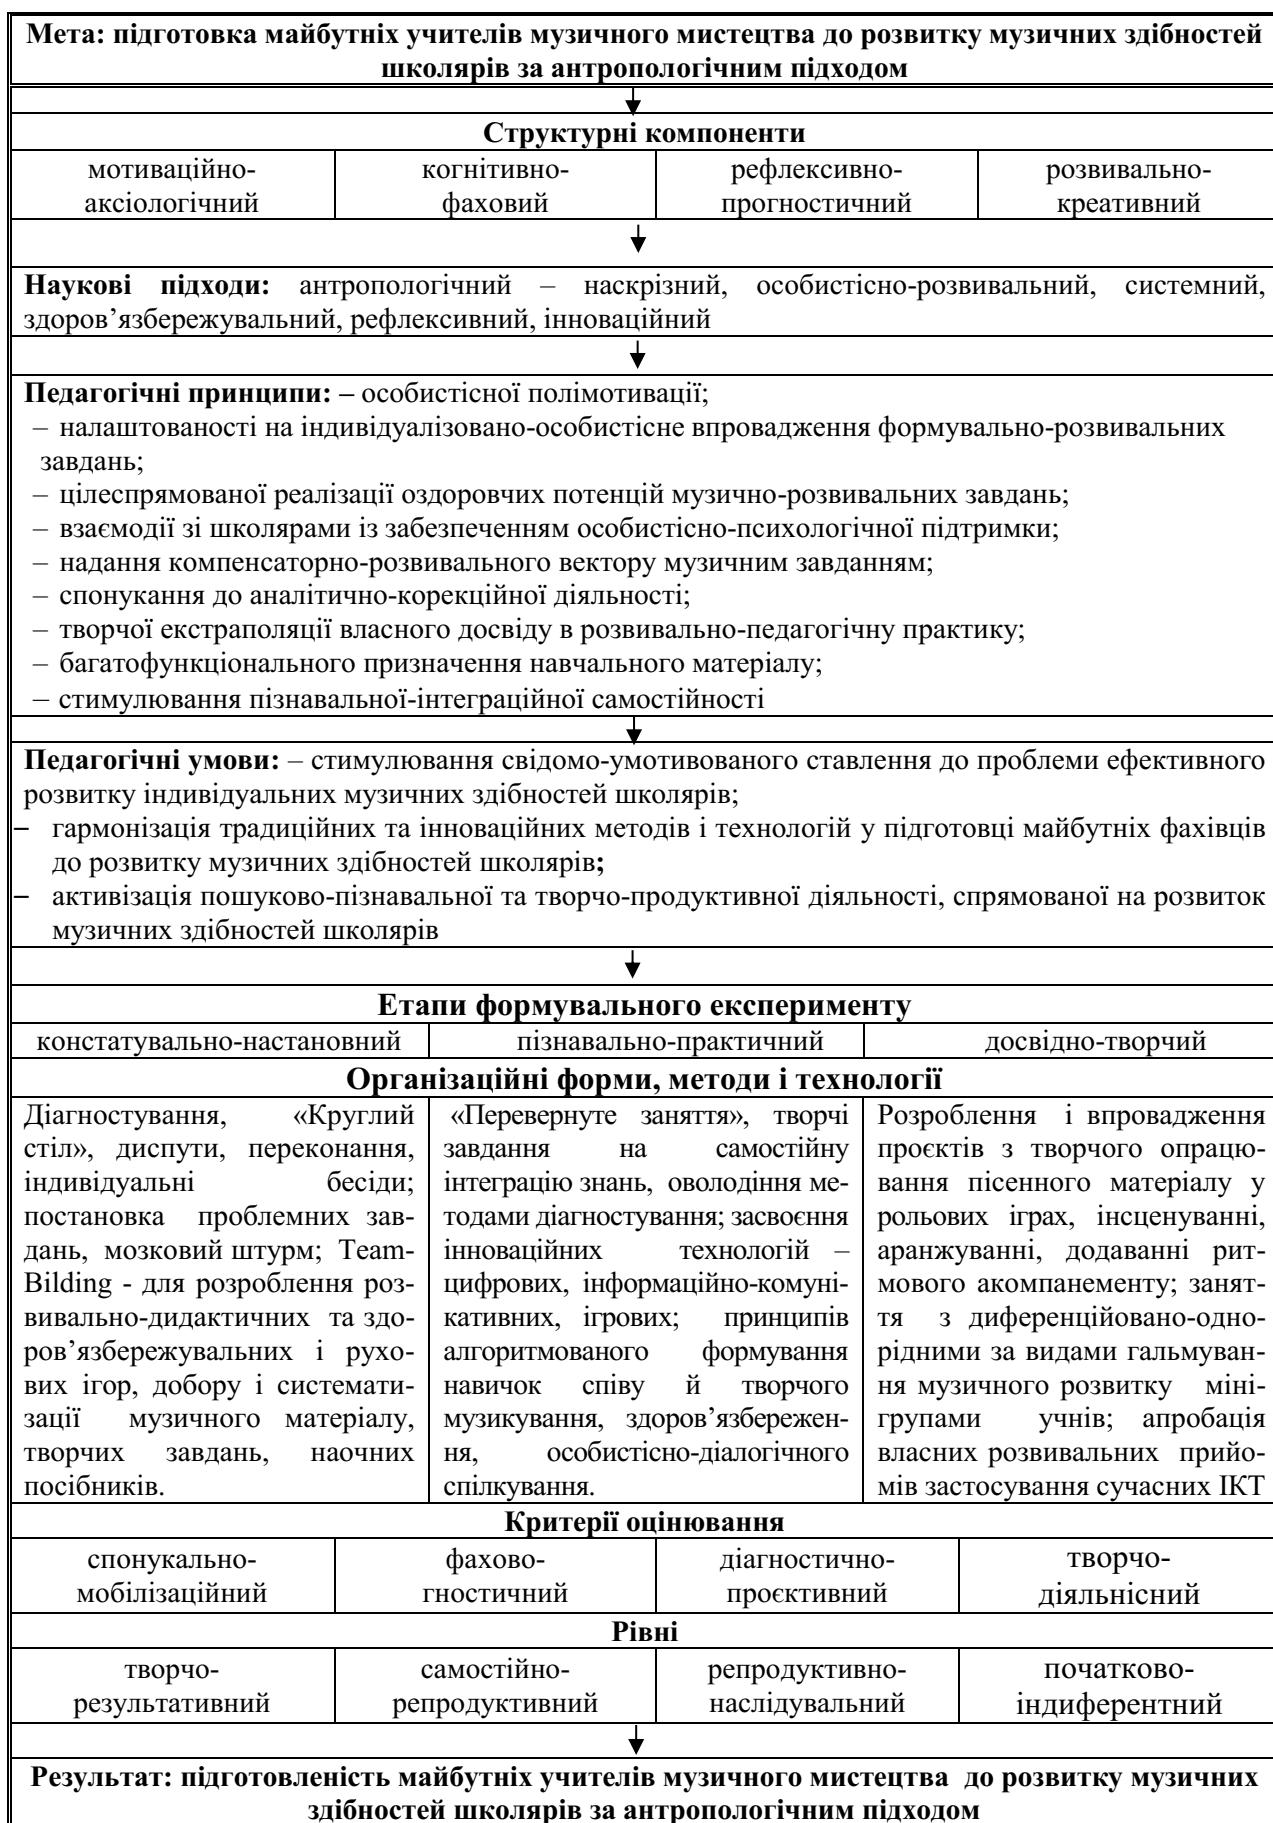 Мета: підготовка майбутніх учителів музичного мистецтва до розвитку музичних здібностей
школярів за антропологічним підходом
Структурні компоненти
мотиваційно-
аксіологічний
когнітивно-
фаховий
рефлексивно-
прогностичний
розвивально-
креативний
Наукові підходи: антропологічний – наскрізний, особистісно-розвивальний, системний,
здоров’язбережувальний, рефлексивний, інноваційний
Педагогічні принципи: – особистісної полімотивації;
– налаштованості на індивідуалізовано-особистісне впровадження формувально-розвивальних
завдань;
– цілеспрямованої реалізації оздоровчих потенцій музично-розвивальних завдань;
– взаємодії зі школярами із забезпеченням особистісно-психологічної підтримки;
– надання компенсаторно-розвивального вектору музичним завданням;
– спонукання до аналітично-корекційної діяльності;
– творчої екстраполяції власного досвіду в розвивально-педагогічну практику;
– багатофункціонального призначення навчального матеріалу;
– стимулювання пізнавальної-інтеграційної самостійності
Педагогічні умови: – стимулювання свідомо-умотивованого ставлення до проблеми ефективного
розвитку індивідуальних музичних здібностей школярів;
– гармонізація традиційних та інноваційних методів і технологій у підготовці майбутніх фахівців
до розвитку музичних здібностей школярів;
– активізація пошуково-пізнавальної та творчо-продуктивної діяльності, спрямованої на розвиток
музичних здібностей школярів
Етапи формувального експерименту
констатувально-настановний
пізнавально-практичний
досвідно-творчий
Організаційні форми, методи і технології
Діагностування, «Круглий
стіл», диспути, переконання,
індивідуальні бесіди;
постановка проблемних зав-
дань, мозковий штурм; Team-
Bilding - для розроблення роз-
вивально-дидактичних та здо-
ров’язбережувальних і рухо-
вих ігор, добору і системати-
зації музичного матеріалу,
творчих завдань, наочних
посібників.
«Перевернуте заняття», творчі
завдання на самостійну
інтеграцію знань, оволодіння ме-
тодами діагностування; засвоєння
інноваційних технологій –
цифрових, інформаційно-комуні-
кативних, ігрових; принципів
алгоритмованого формування
навичок співу й творчого
музикування, здоров’язбережен-
ня, особистісно-діалогічного
спілкування.
Розроблення і впровадження
проєктів з творчого опрацю-
вання пісенного матеріалу у
рольових іграх, інсценуванні,
аранжуванні, додаванні рит-
мового акомпанементу; занят-
тя з диференційовано-одно-
рідними за видами гальмуван-
ня музичного розвитку міні-
групами учнів; апробація
власних розвивальних прийо-
мів застосування сучасних ІКТ
Критерії оцінювання
спонукально-
мобілізаційний
фахово-
гностичний
діагностично-
проєктивний
творчо-
діяльнісний
Рівні
творчо-
результативний
самостійно-
репродуктивний
репродуктивно-
наслідувальний
початково-
індиферентний
Результат: підготовленість майбутніх учителів музичного мистецтва до розвитку музичних
здібностей школярів за антропологічним підходом